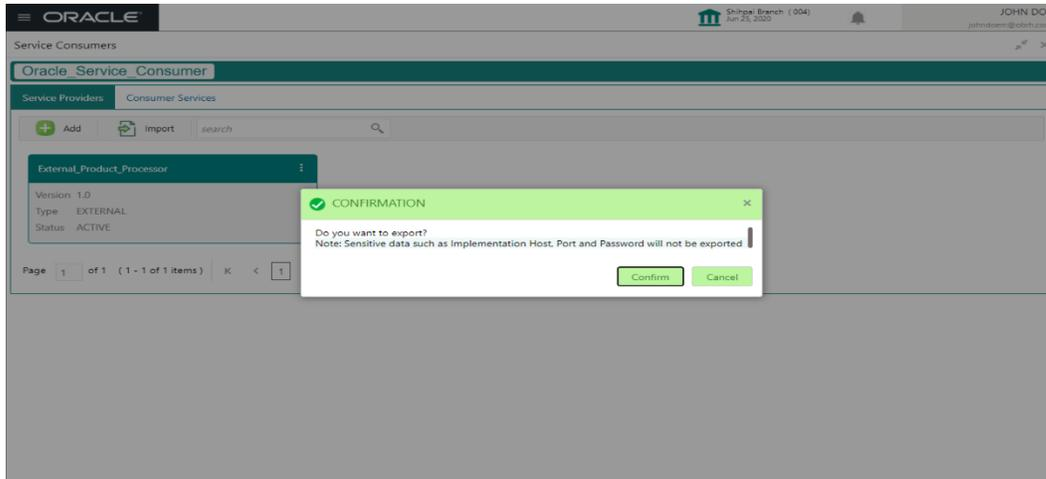 ORACLE
Shihpal Branch ( 004)
Jun 25, 2020
JOHN DO
Service Consumers
Oracle_Service_Consumer
Service Providers Consumer Services
Add Import search
External_Product_Processor
Version 1.0
Type EXTERNAL
Status ACTIVE
CONFIRMATION
Do you want to export?
Note: Sensitive data such as Implementation Host, Port and Password will not be exported
Confirm Cancel
Page 1 of 1 ( 1 - 1 of 1 items ) 1